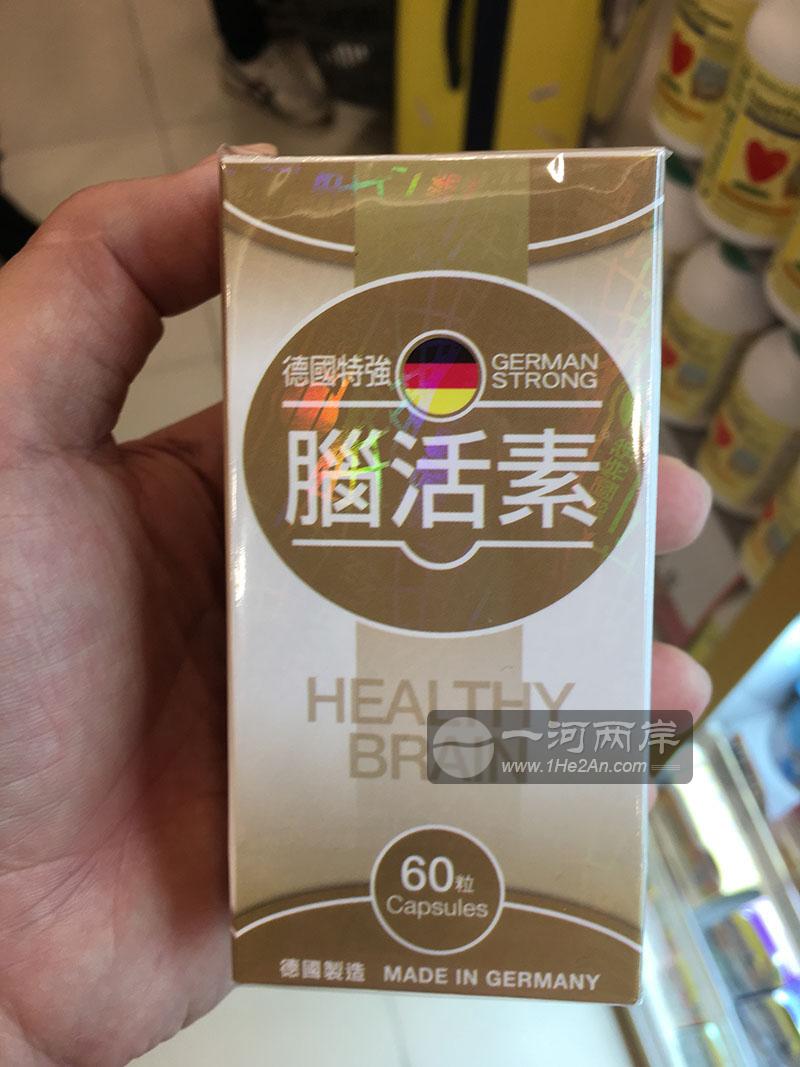 德國特強
GERMAN
STRONG
腦活素
HEALTHY
BRAIN
一河两岸
www.1He2An.com
60粒
Capsules
德國製造 MADE IN GERMANY